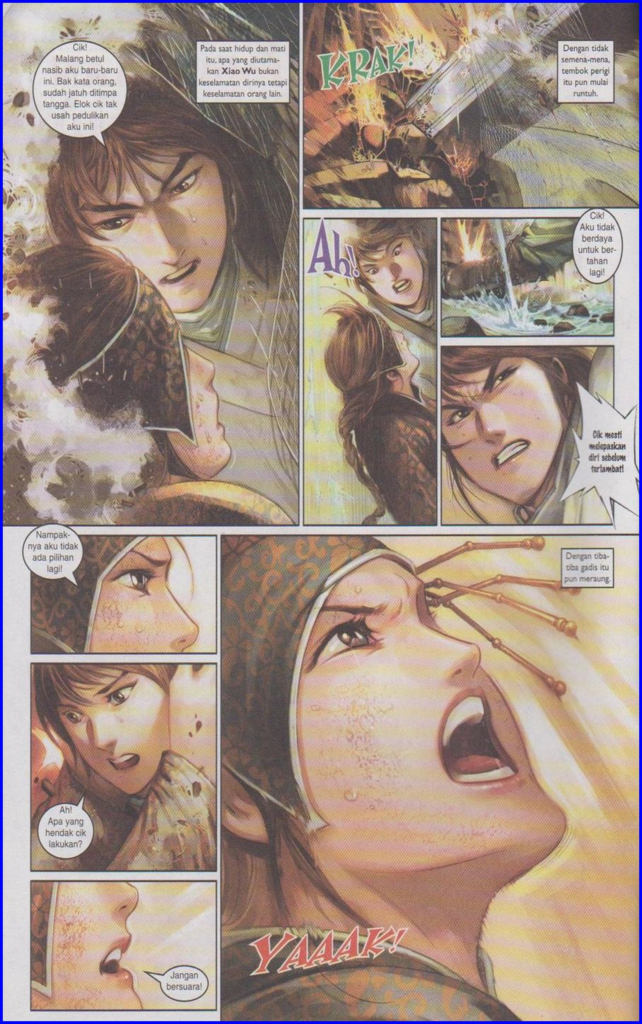 Cik!
Malang betul
nasib aku baru-baru
ini. Bak kata orang,
sudah jatuh ditimpa
tangga. Elok cik tak
usah pedulikan
aku ini!
Pada saat hidup dan mati
itu, apa yang diutama-
kan Xiao Wu bukan
keselamatan dirinya tetapi
keselamatan orang lain.
KRAK!
Dengan tidak
semena-mena,
tembok perigi
itu pun mulai
runtuh.
Ah!
Cik!
Aku tidak
berdaya
untuk ber-
tahan
lagi!
Cik mesti
melepaskan
diri sebelum
terlambat!
Nampak-
nya aku tidak
ada pilihan
lagi!
Ah!
Apa yang
hendak cik
lakukan?
Jangan
bersuara!
Dengan tiba-
tiba gadis itu
pun meraung.
YAAAK!